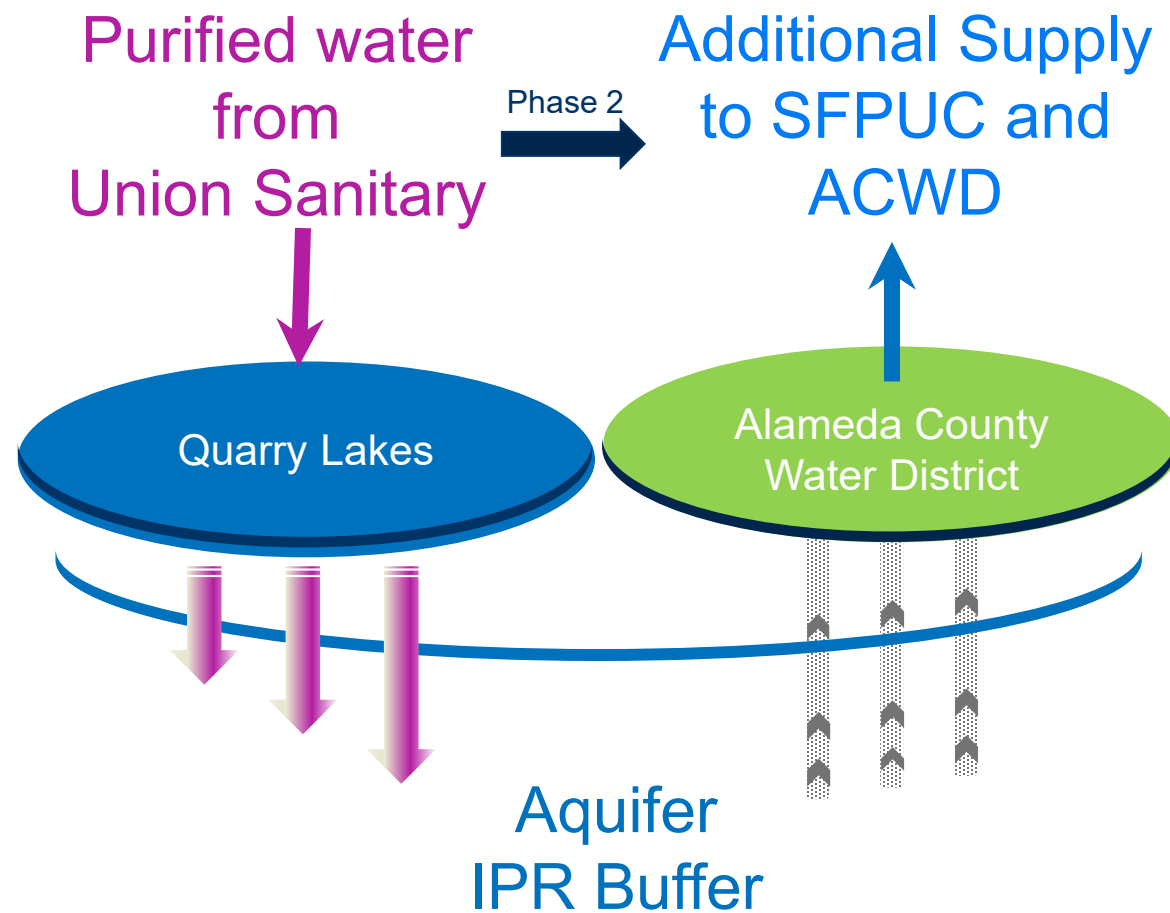 Purified water
from
Union Sanitary
Phase 2
Additional Supply
to SFPUC and
ACWD
Quarry Lakes
Alameda County
Water District
Aquifer
IPR Buffer